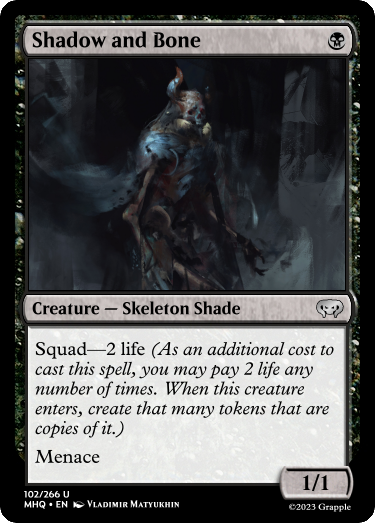 Shadow and Bone
Creature — Skeleton Shade
Squad—2 life (As an additional cost to
cast this spell, you may pay 2 life any
number of times. When this creature
enters, create that many tokens that are
copies of it.)
Menace
1/1
102/266 U
MHQ • EN Vladimir Matyukhin
©2023 Grapple